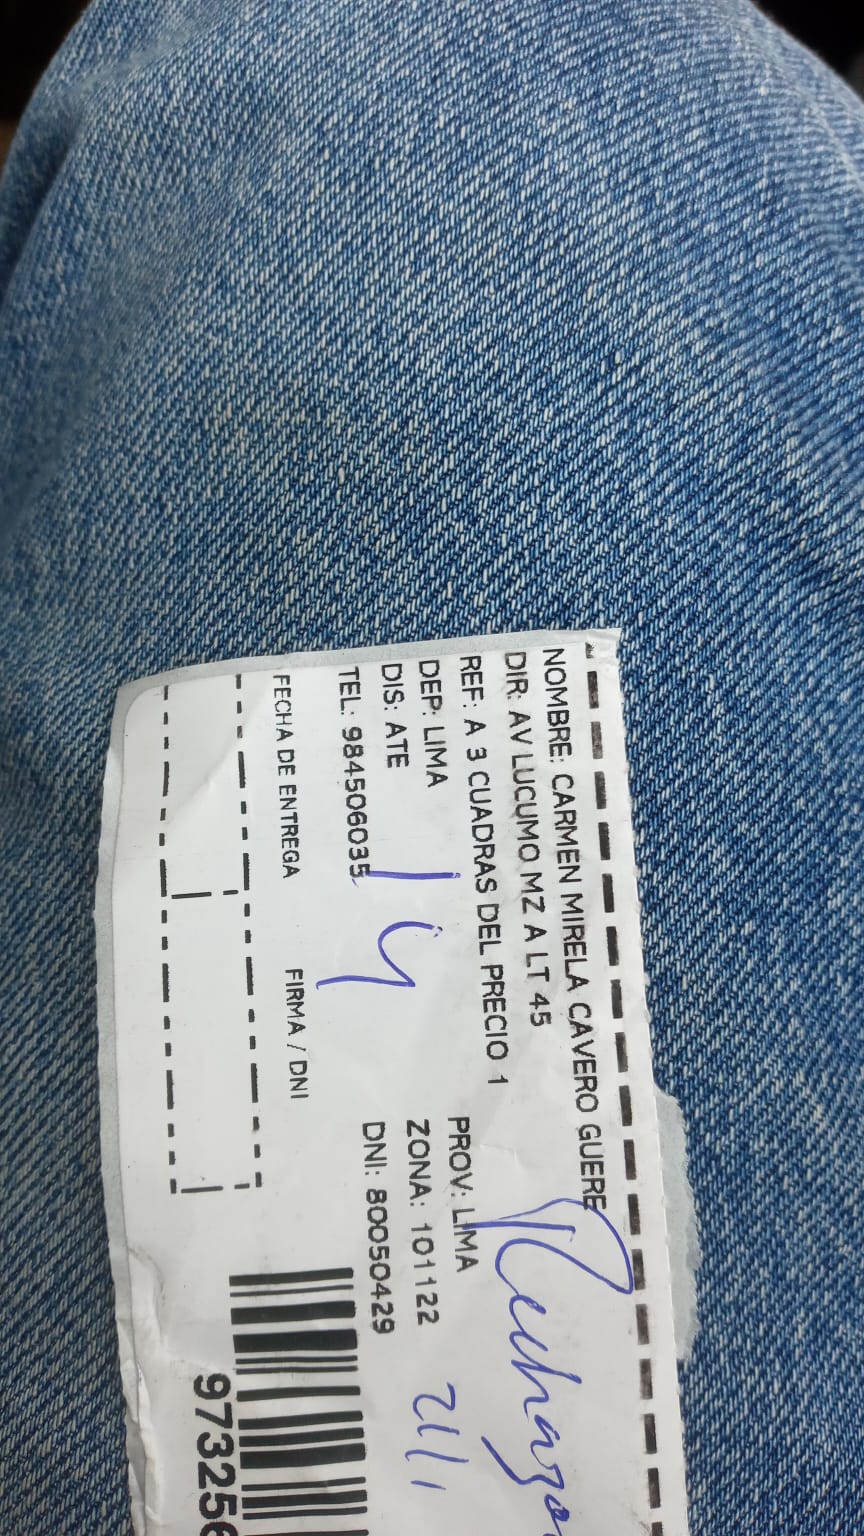 NOMBRE: CARMEN MIRELA CAVERO GUERE
DIR: AV LUCUMO MZ A LT 45
REF: A 3 CUADRAS DEL PRECIO 1
DEP: LIMA PROV: LIMA
DIS: ATE ZONA: 101122
TEL: 984506035 DNI: 80050429
FECHA DE ENTREGA FIRMA / DNI
973256